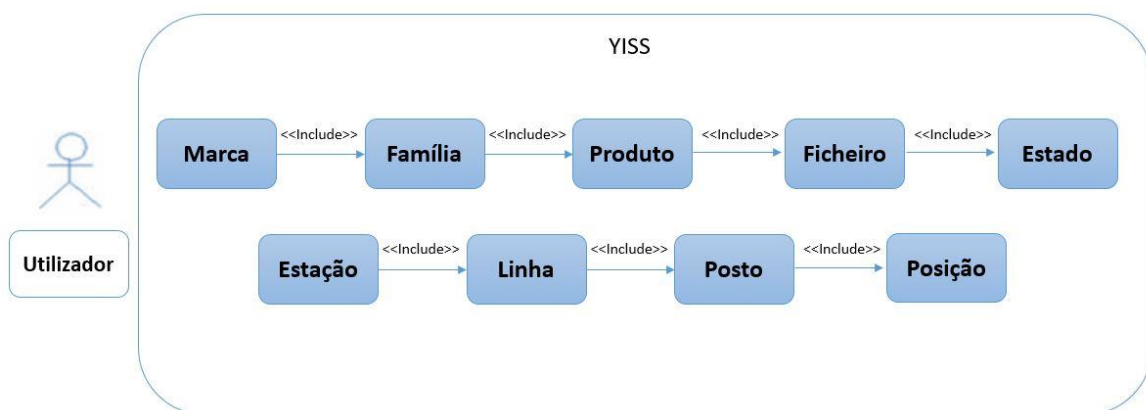 YISS
<<Include>> <<Include>> <<Include>> <<Include>>
Marca Família Produto Ficheiro Estado
<<Include>> <<Include>> <<Include>>
Utilizador Estação Linha Posto Posição